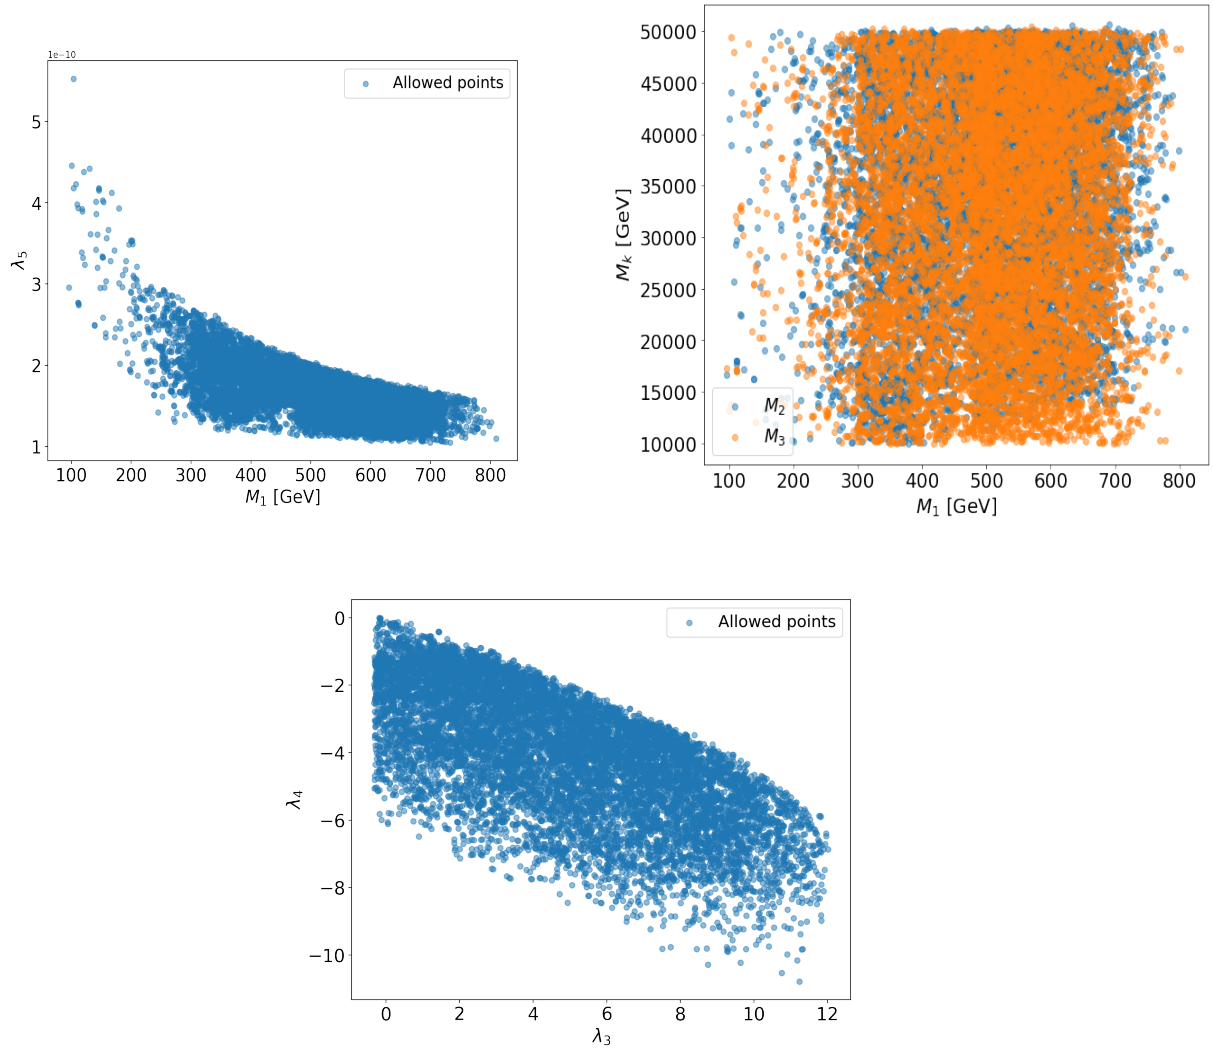 1e−10
Allowed points
5
4
3
2
1
λ5
100 200 300 400 500 600 700 800
M1 [GeV]
50000
45000
40000
35000
30000
25000
20000
15000
10000
Mk [GeV]
M2
M3
100 200 300 400 500 600 700 800
M1 [GeV]
Allowed points
0
−2
−4
−6
−8
−10
λ4
0 2 4 6 8 10 12
λ3